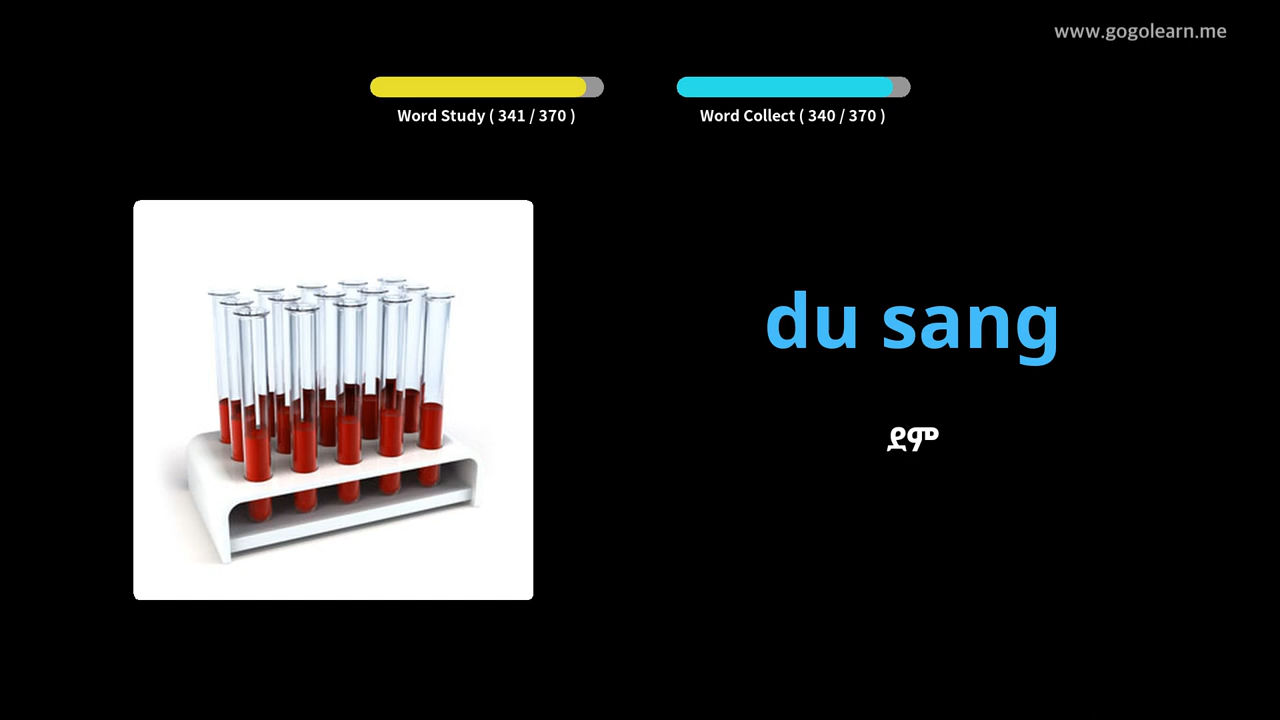 www.gogolearn.me
Word Study ( 341 / 370 )
Word Collect ( 340 / 370 )
du sang
ደም